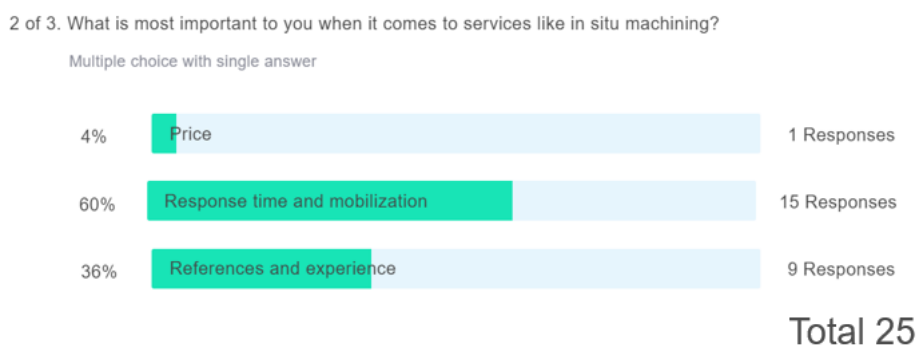 2 of 3. What is most important to you when it comes to services like in situ machining?
Multiple choice with single answer
4% Price 1 Responses
60% Response time and mobilization 15 Responses
36% References and experience 9 Responses
Total 25